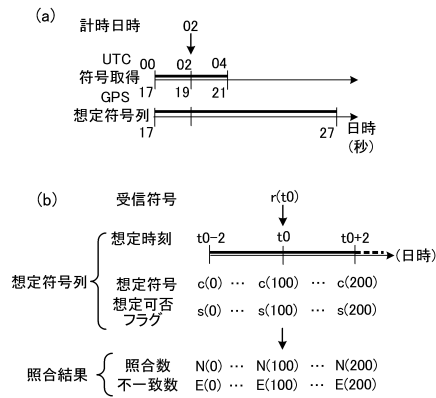 (a)
計時日時 02
UTC 00 02 04
符号取得
17 19 21
GPS
想定符号列
17 27 日時
(秒)
(b) 受信符号 r(t0)
想定符号列
想定時刻 t0-2 t0 t0+2 (日時)
想定符号 c(0) … c(100) … c(200)
想定可否 s(0) … s(100) … s(200)
フラグ
照合結果
照合数 N(0) … N(100) … N(200)
不一致数 E(0) … E(100) … E(200)